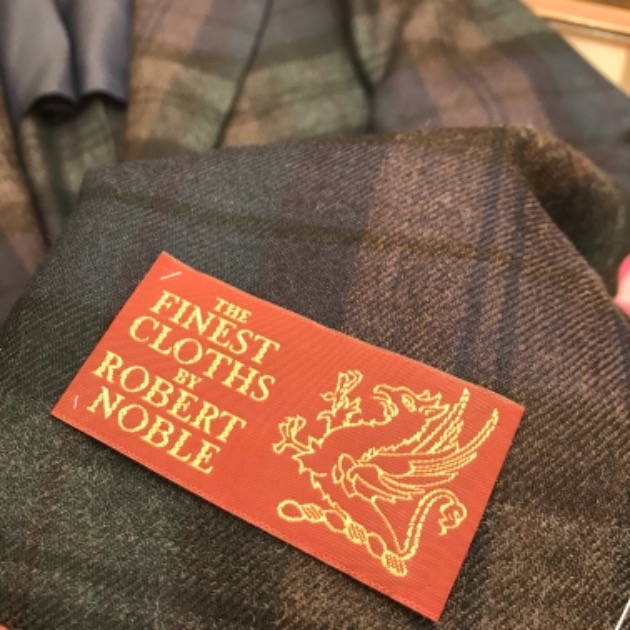 THE
FINEST
CLOTHS
BY
ROBERT
NOBLE